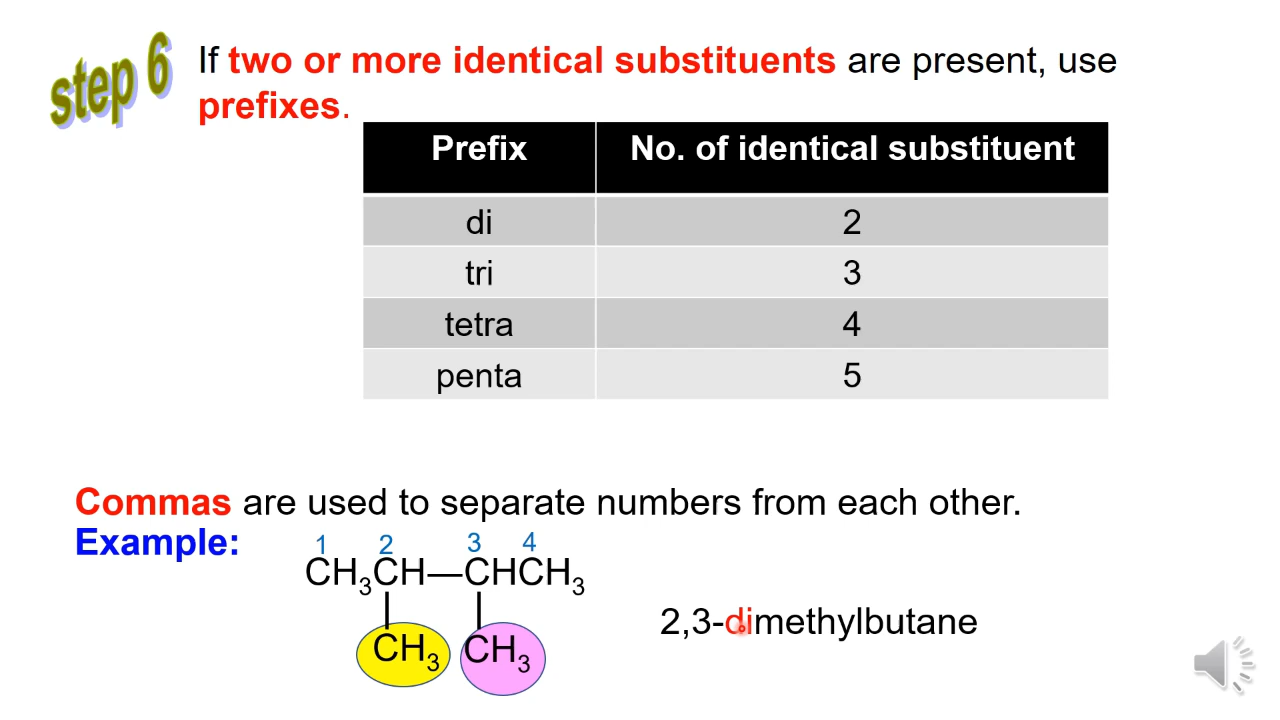 step 6
If two or more identical substituents are present, use
prefixes.
Prefix No. of identical substituent
di 2
tri 3
tetra 4
penta 5
Commas are used to separate numbers from each other.
Example:
1 2 3 4
CH₃CH—CHCH₃
CH₃ CH₃
2,3-dimethylbutane